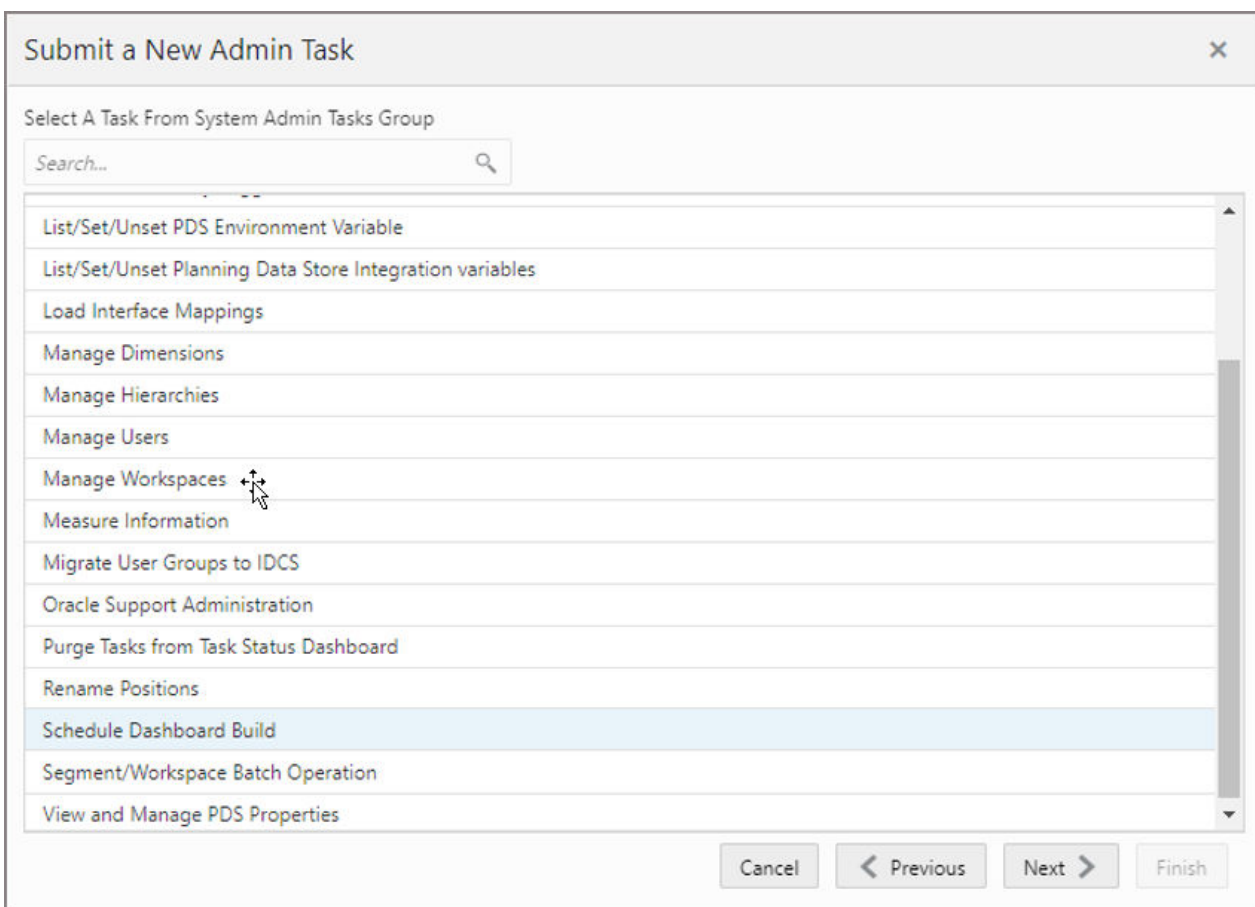 Submit a New Admin Task
Select A Task From System Admin Tasks Group
Search...
List/Set/Unset PDS Environment Variable
List/Set/Unset Planning Data Store Integration variables
Load Interface Mappings
Manage Dimensions
Manage Hierarchies
Manage Users
Manage Workspaces
Measure Information
Migrate User Groups to IDCS
Oracle Support Administration
Purge Tasks from Task Status Dashboard
Rename Positions
Schedule Dashboard Build
Segment/Workspace Batch Operation
View and Manage PDS Properties
Cancel Previous Next Finish